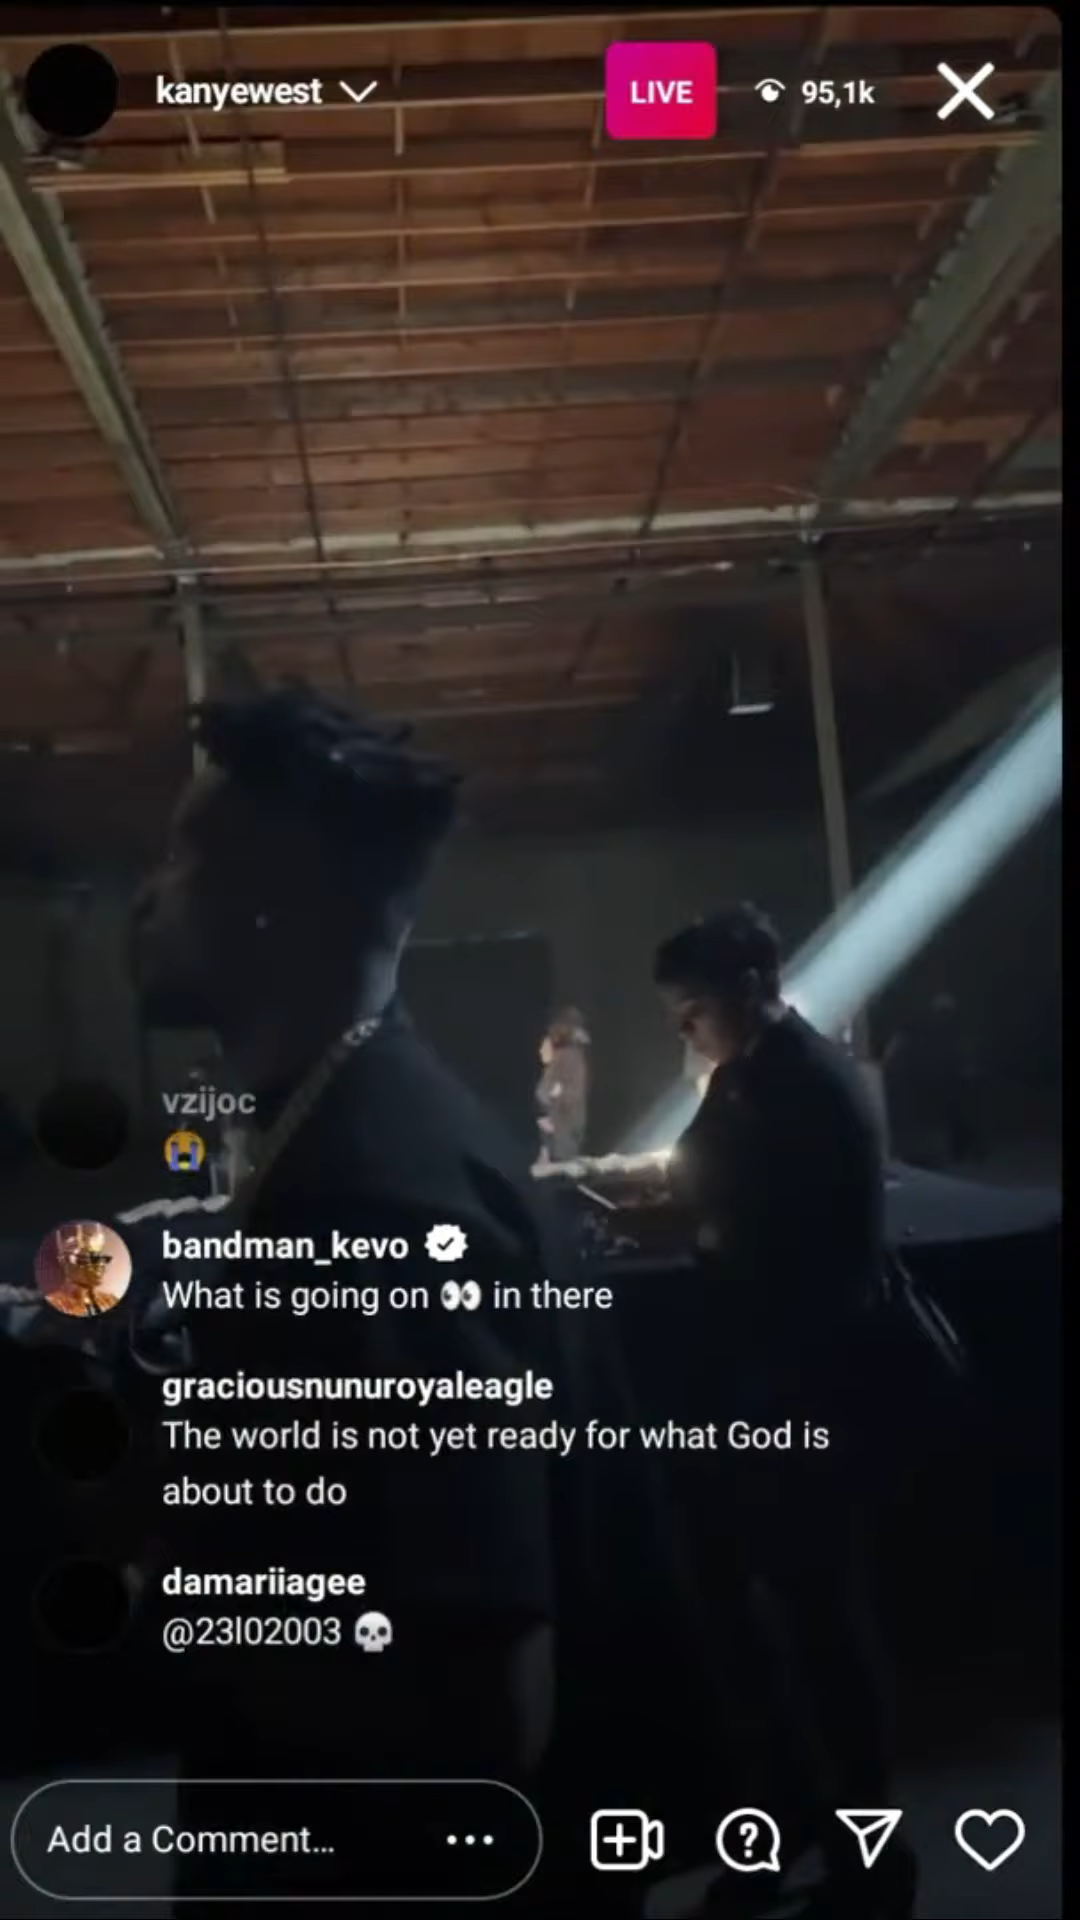 kanyewest
LIVE
95,1k
vzijoc
😭
bandman_kevo
What is going on 👀 in there
graciousnunuroyaleagle
The world is not yet ready for what God is
about to do
damariiagee
@23l02003 💀
Add a Comment...